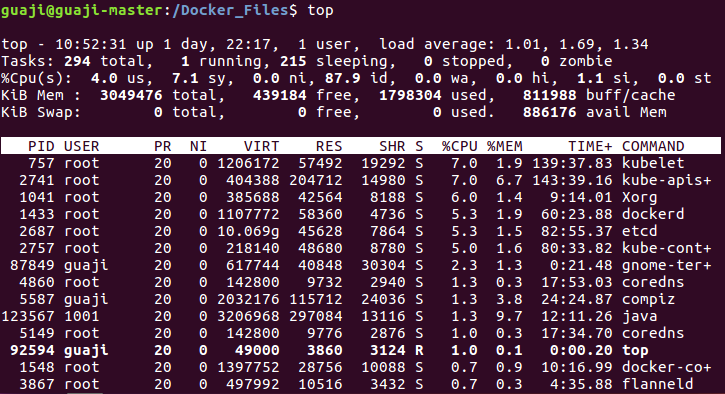 guaji@guaji-master:/Docker_Files$ top
top - 10:52:31 up 1 day, 22:17,  1 user,  load average: 1.01, 1.69, 1.34
Tasks: 294 total,   1 running, 215 sleeping,   0 stopped,   0 zombie
%Cpu(s):  4.0 us,  7.1 sy,  0.0 ni, 87.9 id,  0.0 wa,  0.0 hi,  1.1 si,  0.0 st
KiB Mem :  3049476 total,   439184 free,  1798304 used,   811988 buff/cache
KiB Swap:        0 total,        0 free,        0 used.   886176 avail Mem
PID USER      PR  NI    VIRT    RES    SHR S  %CPU %MEM     TIME+ COMMAND
757 root      20   0 1206172  57492  19292 S   7.0  1.9 139:37.83 kubelet
2741 root      20   0  404388 204712  14980 S   7.0  6.7 143:39.16 kube-apis+
1041 root      20   0  385688  42564   8188 S   6.0  1.4   9:14.01 Xorg
1433 root      20   0 1107772  58360   4736 S   5.3  1.9  60:23.88 dockerd
2687 root      20   0 10.069g  45628   7864 S   5.3  1.5  82:55.37 etcd
2757 root      20   0  218140  48680   8780 S   5.0  1.6  80:33.82 kube-cont+
87849 guaji     20   0  617744  40848  30304 S   2.3  1.3   0:21.48 gnome-ter+
4860 root      20   0  142800   9732   2940 S   1.3  0.3  17:53.03 coredns
5587 guaji     20   0 2032176 115712  24036 S   1.3  3.8  24:24.87 compiz
123567 1001      20   0 3206968 297084  13116 S   1.3  9.7  12:11.26 java
5149 root      20   0  142800   9776   2876 S   1.0  0.3  17:34.70 coredns
92594 guaji     20   0   49000   3860   3124 R   1.0  0.1   0:00.20 top
1548 root      20   0 1397752  28756  10088 S   0.7  0.9  10:16.99 docker-co+
3867 root      20   0  497992  10516   3432 S   0.7  0.3   4:35.88 flanneld